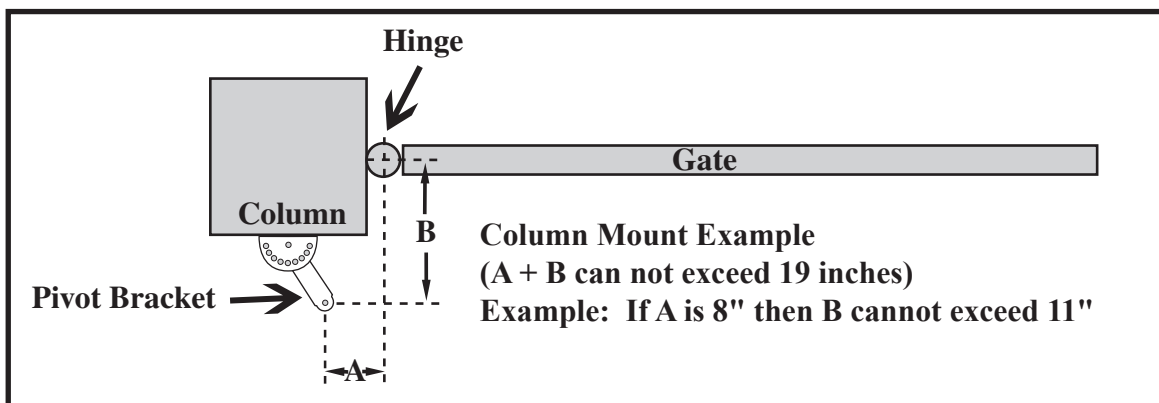 Hinge
Gate
Column
B
Column Mount Example
(A + B can not exceed 19 inches)
Pivot Bracket
Example: If A is 8" then B cannot exceed 11"
A